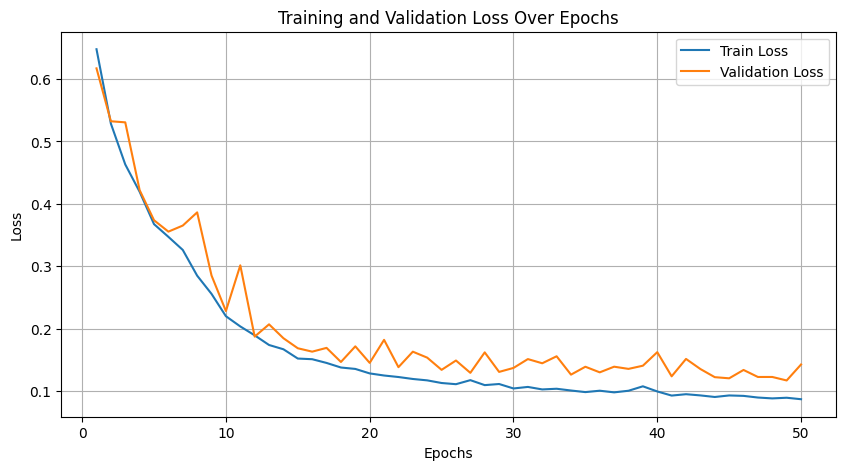 Training and Validation Loss Over Epochs
Train Loss
Validation Loss
Loss
0.6
0.5
0.4
0.3
0.2
0.1
0 10 20 30 40 50
Epochs